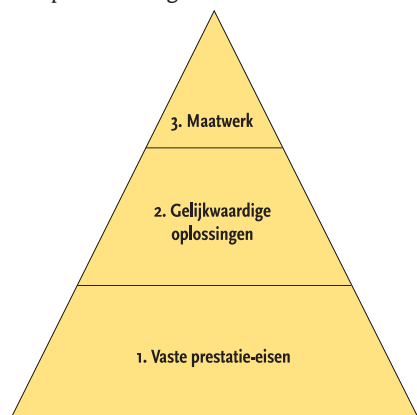 3. Maatwerk
2. Gelijkwaardige
oplossingen
1. Vaste prestatie-eisen